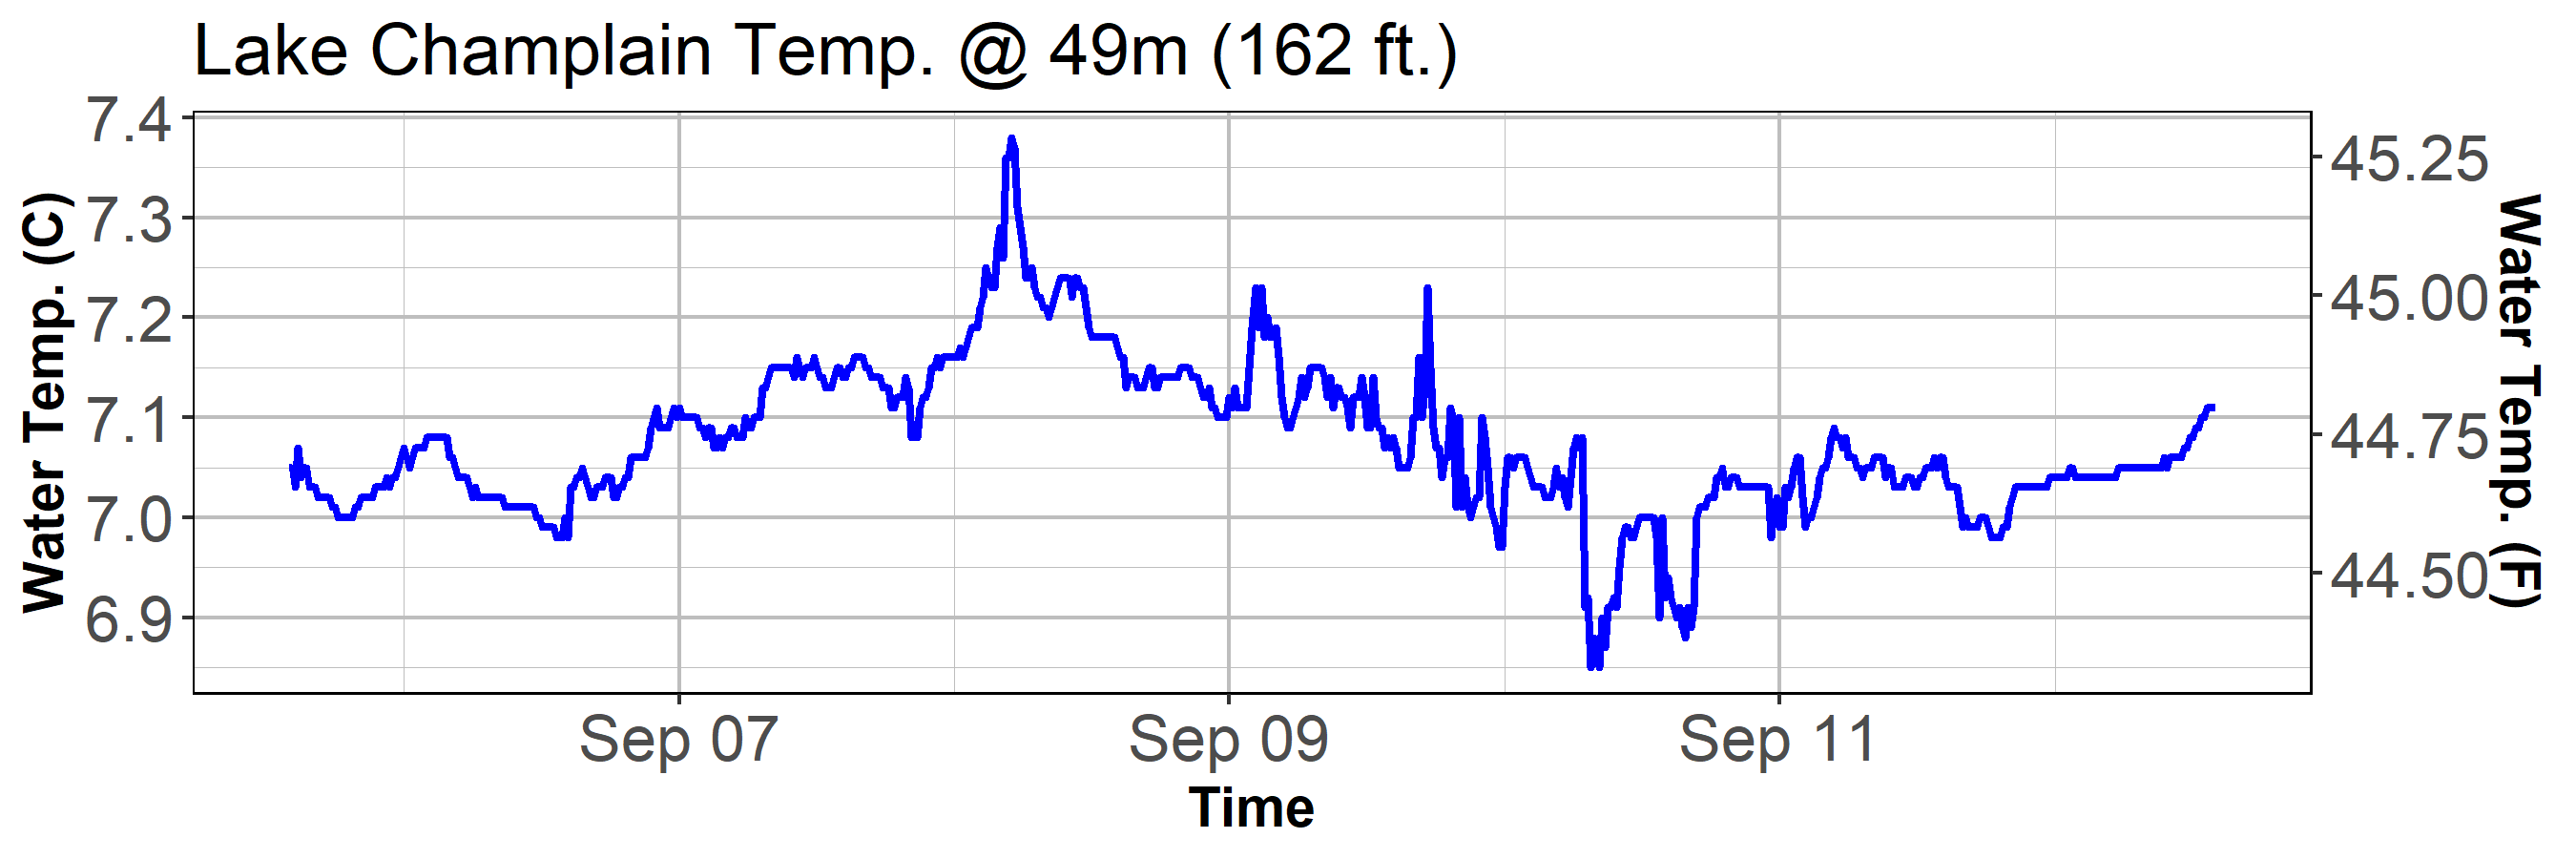 Lake Champlain Temp. @ 49m (162 ft.)
Water Temp. (C)
7.4
7.3
7.2
7.1
7.0
6.9
45.25
45.00
44.75
44.50
Water Temp. (F)
Sep 07 Sep 09 Sep 11
Time